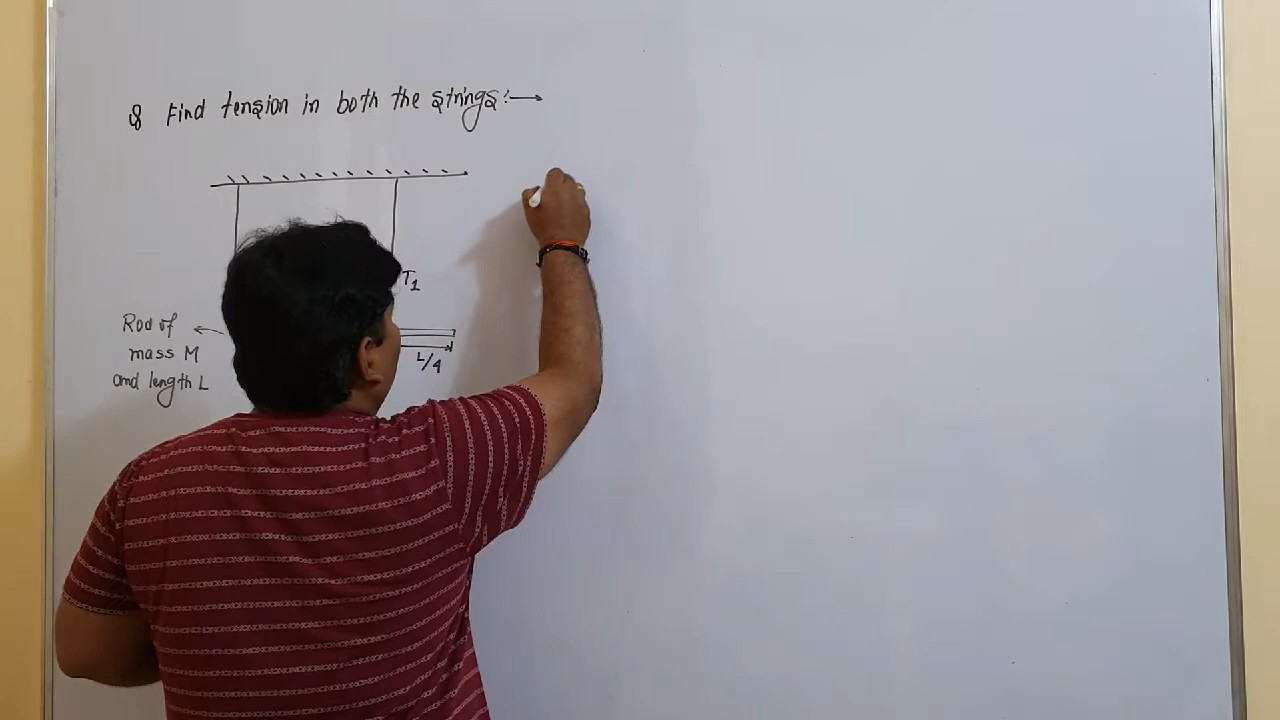 Q Find tension in both the strings:→
T1
Rod of
mass M
and length L
L/4